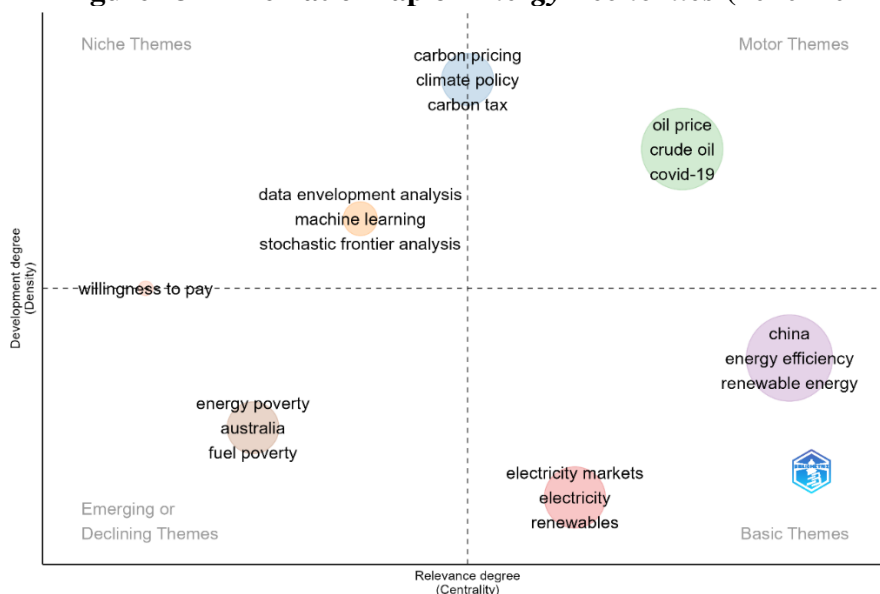 Niche Themes
Motor Themes
carbon pricing
climate policy
carbon tax
oil price
crude oil
covid-19
data envelopment analysis
machine learning
stochastic frontier analysis
willingness to pay
Development degree
(Density)
china
energy efficiency
renewable energy
energy poverty
australia
fuel poverty
electricity markets
electricity
renewables
Emerging or
Declining Themes
Basic Themes
Relevance degree
(Centrality)